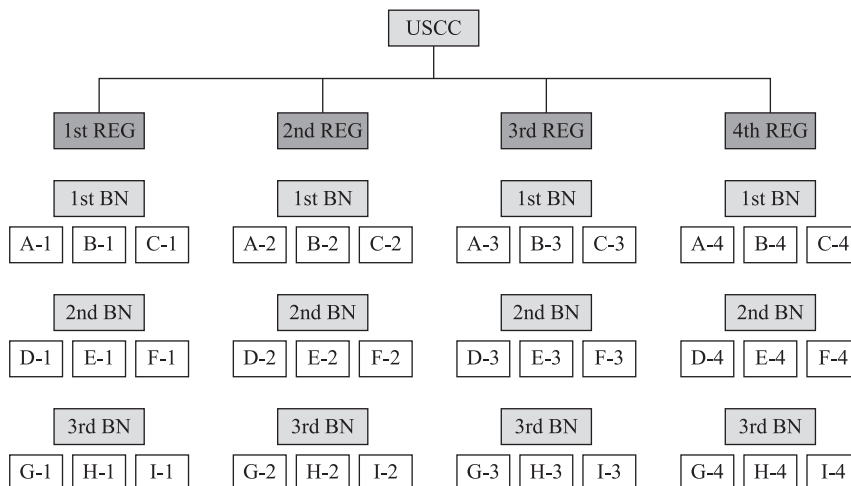 USCC
1st REG 2nd REG 3rd REG 4th REG
1st BN 1st BN 1st BN 1st BN
A-1 B-1 C-1 A-2 B-2 C-2 A-3 B-3 C-3 A-4 B-4 C-4
2nd BN 2nd BN 2nd BN 2nd BN
D-1 E-1 F-1 D-2 E-2 F-2 D-3 E-3 F-3 D-4 E-4 F-4
3rd BN 3rd BN 3rd BN 3rd BN
G-1 H-1 I-1 G-2 H-2 I-2 G-3 H-3 I-3 G-4 H-4 I-4